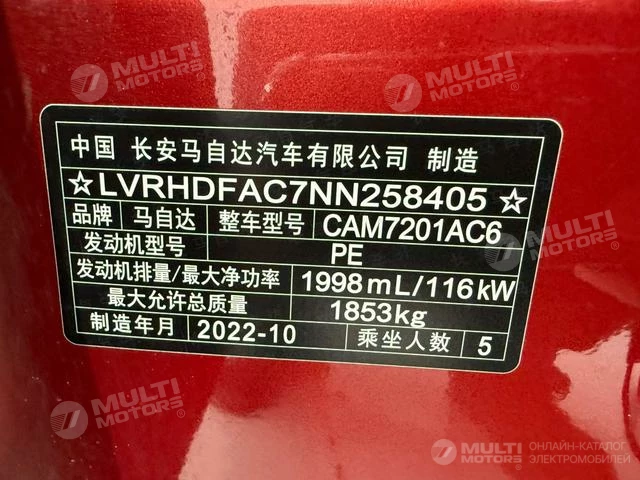 中国 长安马自达汽车有限公司 制造
☆LVRHDFAC7NN258405☆
品牌 马自达 整车型号 CAM7201AC6
发动机型号 PE
发动机排量/最大净功率 1998mL/116kW
最大允许总质量 1853kg
制造年月 2022-10 乘坐人数 5
MULTI MOTORS
MULTI MOTORS
MULTI MOTORS
MULTI MOTORS
MULTI MOTORS ОНЛАЙН-КАТАЛОГ ЭЛЕКТРОМОБИЛЕЙ